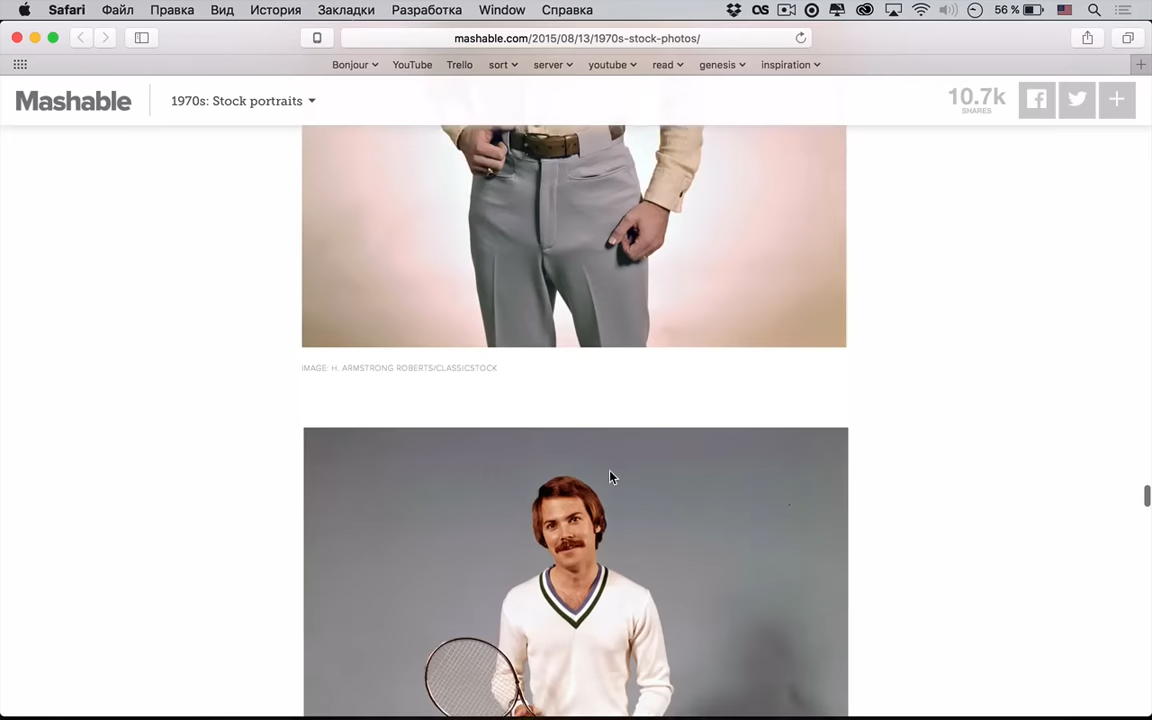 Safari Файл Правка Вид История Закладки Разработка Window Справка 56 %
mashable.com/2015/08/13/1970s-stock-photos/
Bonjour YouTube Trello sort server youtube read genesis inspiration
Mashable 1970s: Stock portraits 10.7k
SHARES
IMAGE: H. ARMSTRONG ROBERTS/CLASSICSTOCK